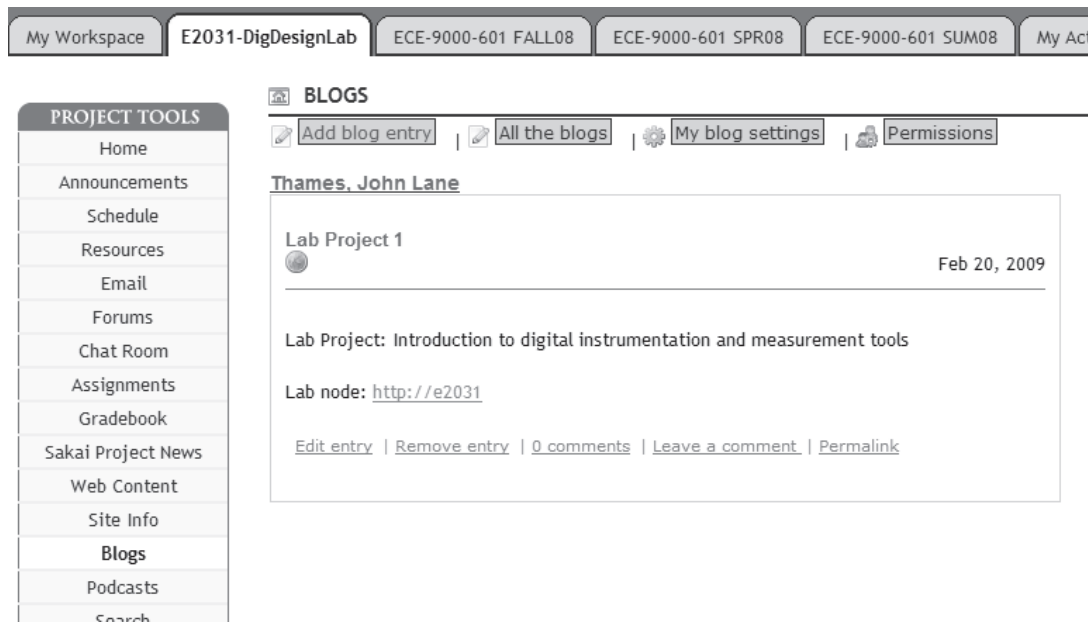 My Workspace E2031-DigDesignLab ECE-9000-601 FALL08 ECE-9000-601 SPR08 ECE-9000-601 SUM08 My Act
BLOGS
Add blog entry | All the blogs | My blog settings | Permissions
Thames, John Lane
Lab Project 1
Feb 20, 2009
Lab Project: Introduction to digital instrumentation and measurement tools
Lab node: http://e2031
Edit entry | Remove entry | 0 comments | Leave a comment | Permalink
PROJECT TOOLS
Home
Announcements
Schedule
Resources
Email
Forums
Chat Room
Assignments
Gradebook
Sakai Project News
Web Content
Site Info
Blogs
Podcasts
Search